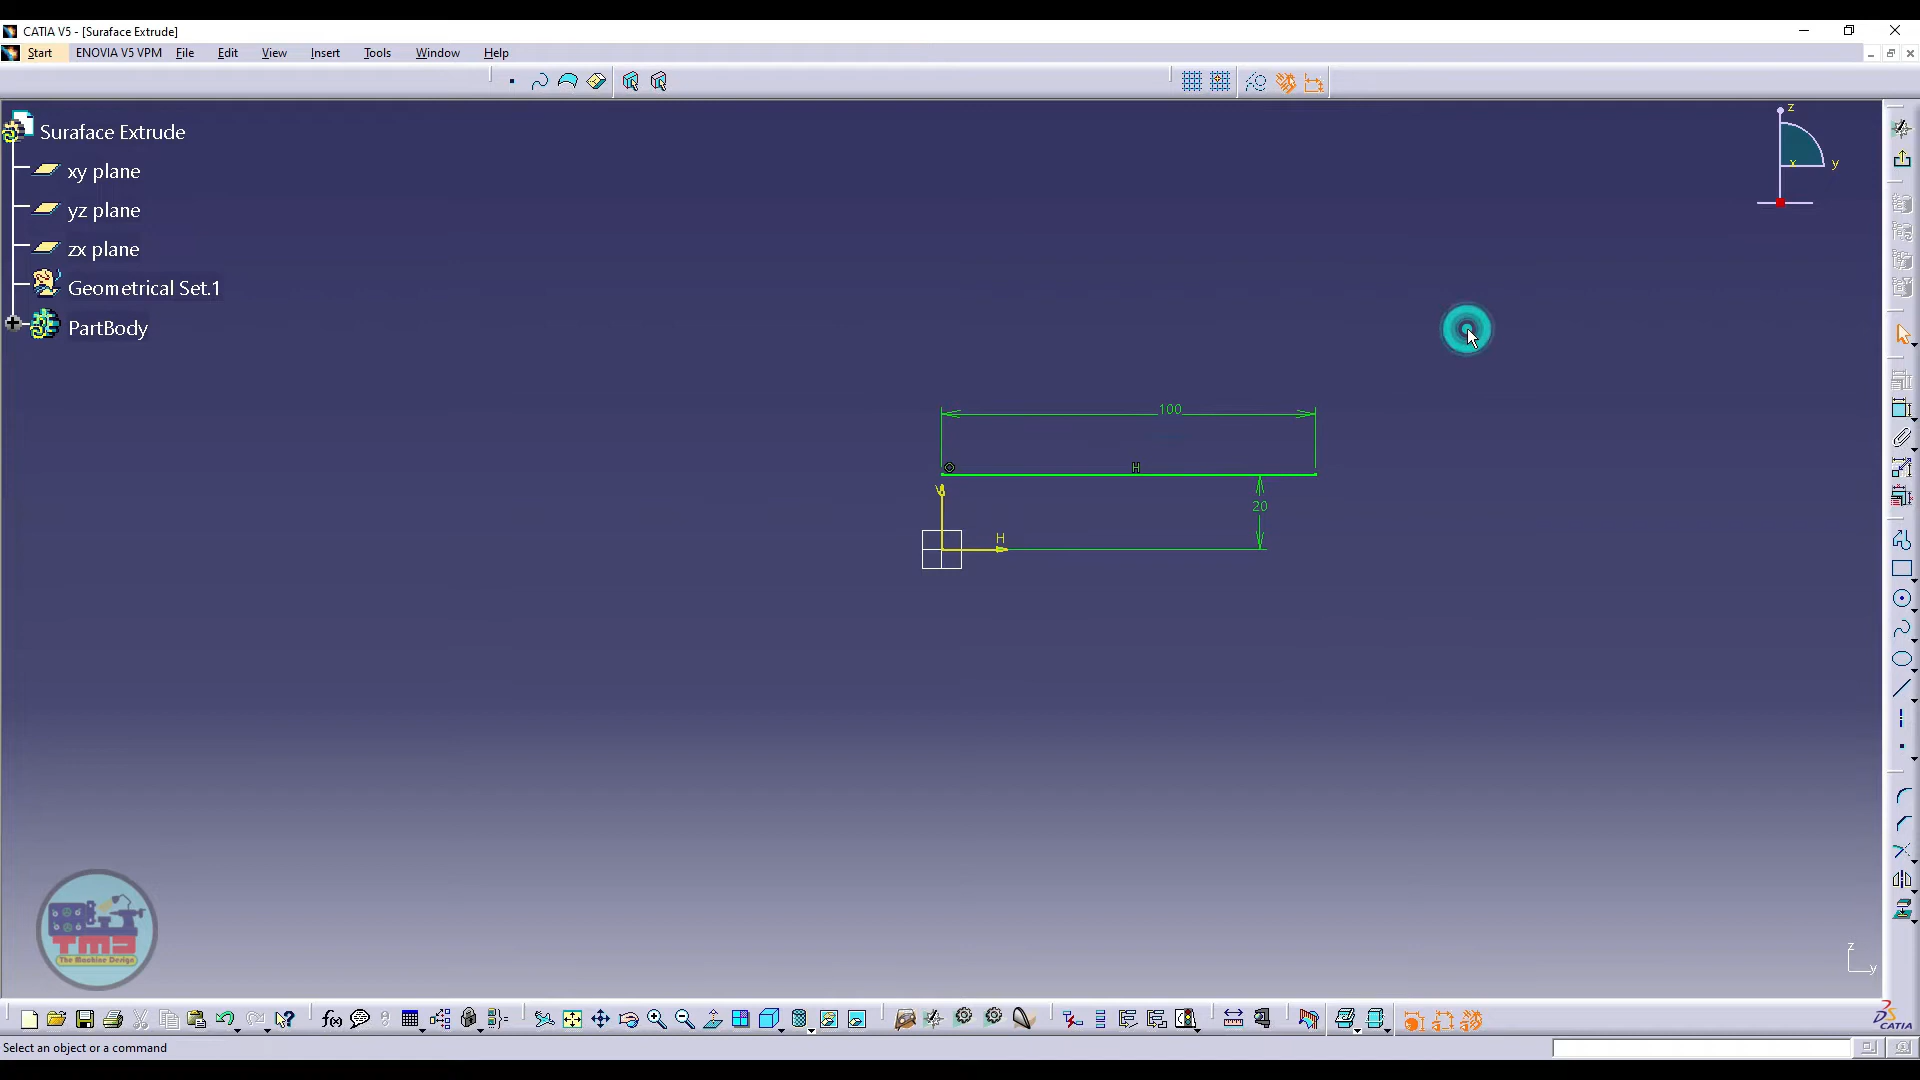 CATIA V5 - [Suraface Extrude]
Start ENOVIA V5 VPM File Edit View Insert Tools Window Help
Suraface Extrude
xy plane
yz plane
zx plane
Geometrical Set.1
PartBody
z
x y
100
H
V
20
H
TM3
The Machine Design
z
y
f(x)
DS
CATIA
Select an object or a command